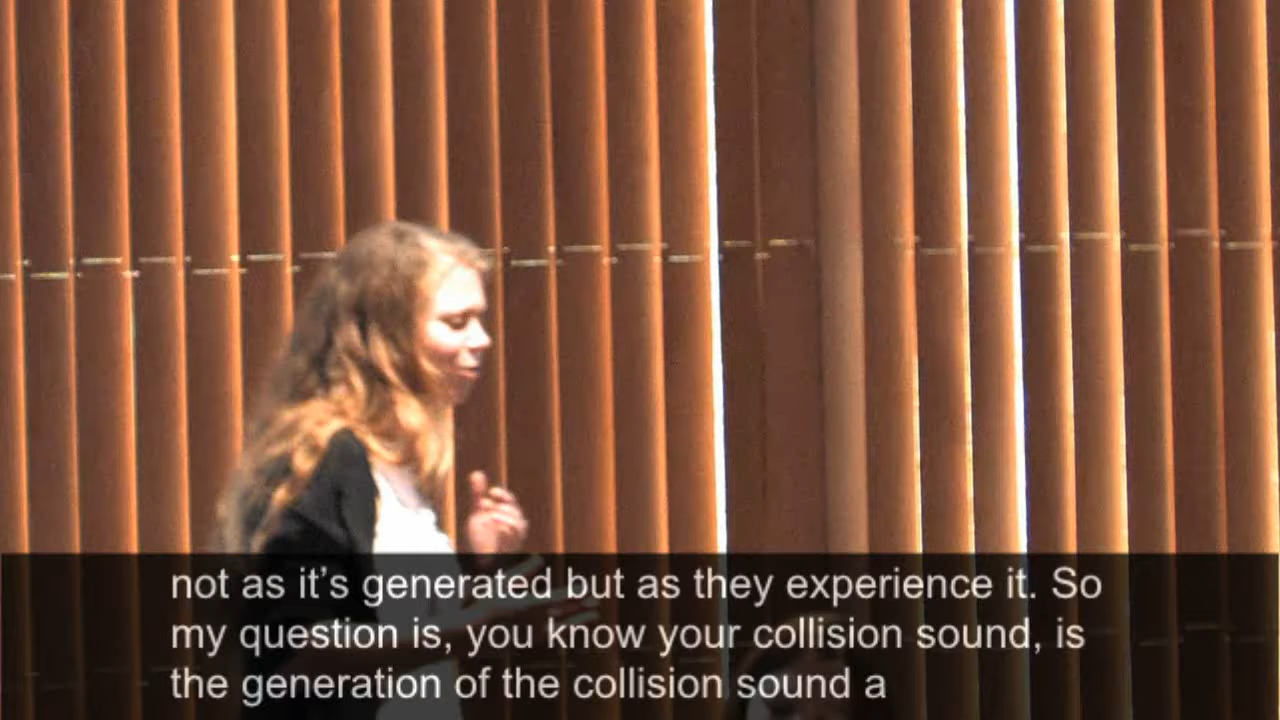 not as it’s generated but as they experience it. So
my question is, you know your collision sound, is
the generation of the collision sound a